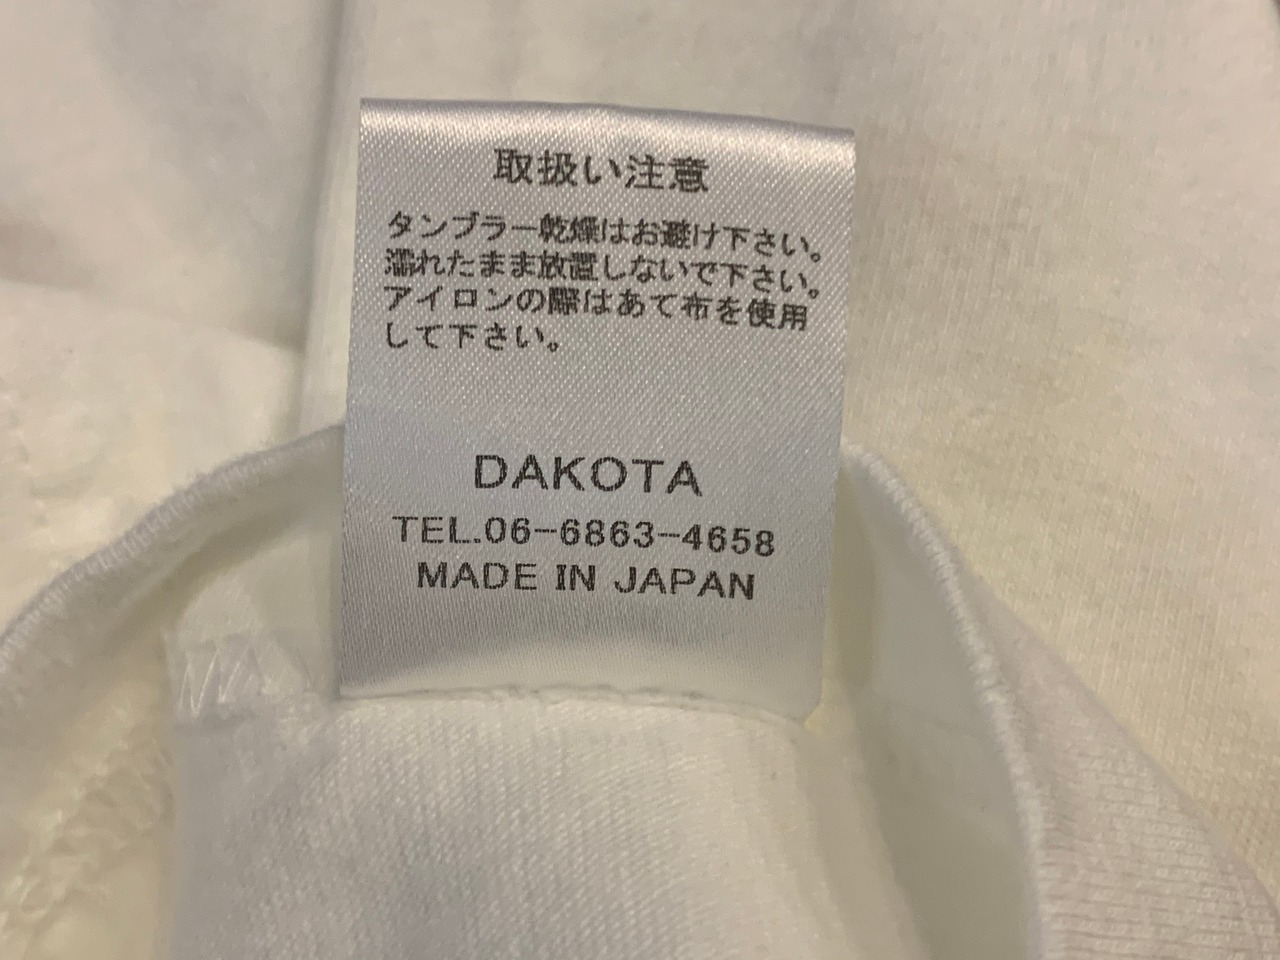 取扱い注意
タンブラー乾燥はお避け下さい。
濡れたまま放置しないで下さい。
アイロンの際はあて布を使用
して下さい。
DAKOTA
TEL.06-6863-4658
MADE IN JAPAN